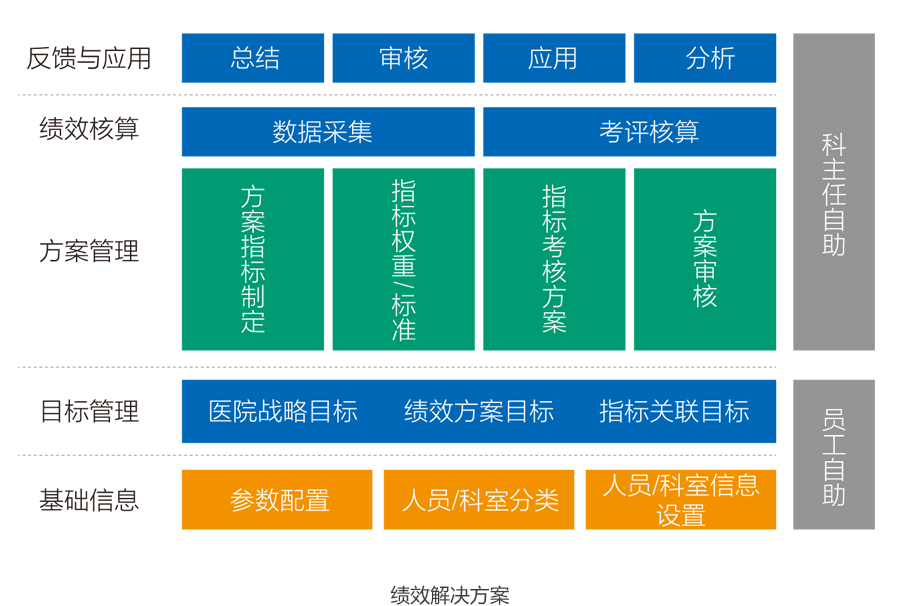 反馈与应用
总结
审核
应用
分析
绩效核算
数据采集
考评核算
方案管理
方案指标制定
指标权重/标准
指标考核方案
方案审核
科主任自助
目标管理
医院战略目标
绩效方案目标
指标关联目标
基础信息
参数配置
人员/科室分类
人员/科室信息
设置
员工自助
绩效解决方案